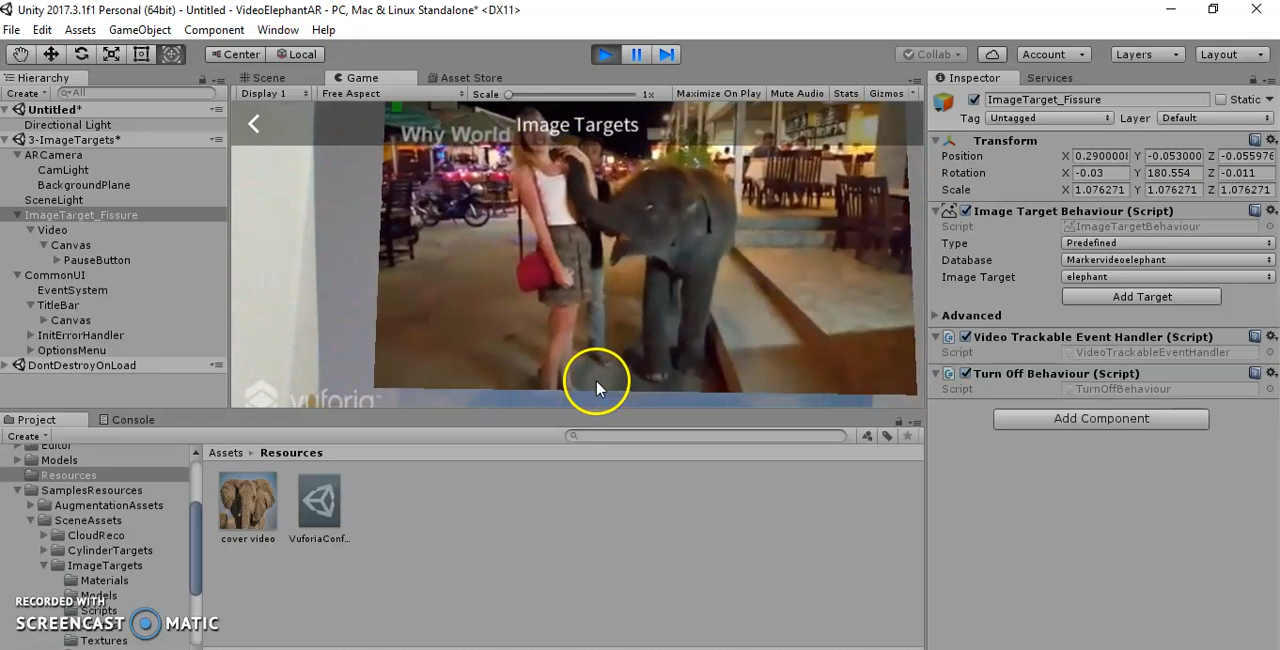 Unity 2017.3.1f1 Personal (64bit) - Untitled - VideoElephantAR - PC, Mac & Linux Standalone* <DX11>
File Edit Assets GameObject Component Window Help
Center Local Collab Account Layers Layout
Hierarchy
Create All
Untitled*
Directional Light
3-ImageTargets*
ARCamera
CamLight
BackgroundPlane
SceneLight
ImageTarget_Fissure
Video
Canvas
PauseButton
CommonUI
EventSystem
TitleBar
Canvas
InitErrorHandler
OptionsMenu
DontDestroyOnLoad
Scene Game Asset Store
Display 1 Free Aspect Scale 1x Maximize On Play Mute Audio Stats Gizmos
Why World
Image Targets
vuforia™
Inspector Services
ImageTarget_Fissure Static
Tag Untagged Layer Default
Transform
Position X 0.2900000 Y -0.053000 Z -0.055976
Rotation X -0.03 Y 180.554 Z -0.011
Scale X 1.076271 Y 1.076271 Z 1.076271
Image Target Behaviour (Script)
Script ImageTargetBehaviour
Type Predefined
Database Markervideoelephant
Image Target elephant
Add Target
Advanced
Video Trackable Event Handler (Script)
Script VideoTrackableEventHandler
Turn Off Behaviour (Script)
Script TurnOffBehaviour
Add Component
Project Console
Create
Editor
Models
Resources
SamplesResources
AugmentationAssets
SceneAssets
CloudReco
CylinderTargets
ImageTargets
Materials
Models
Scripts
Textures
Assets Resources
cover video VuforiaConf...
RECORDED WITH
SCREENCAST MATIC